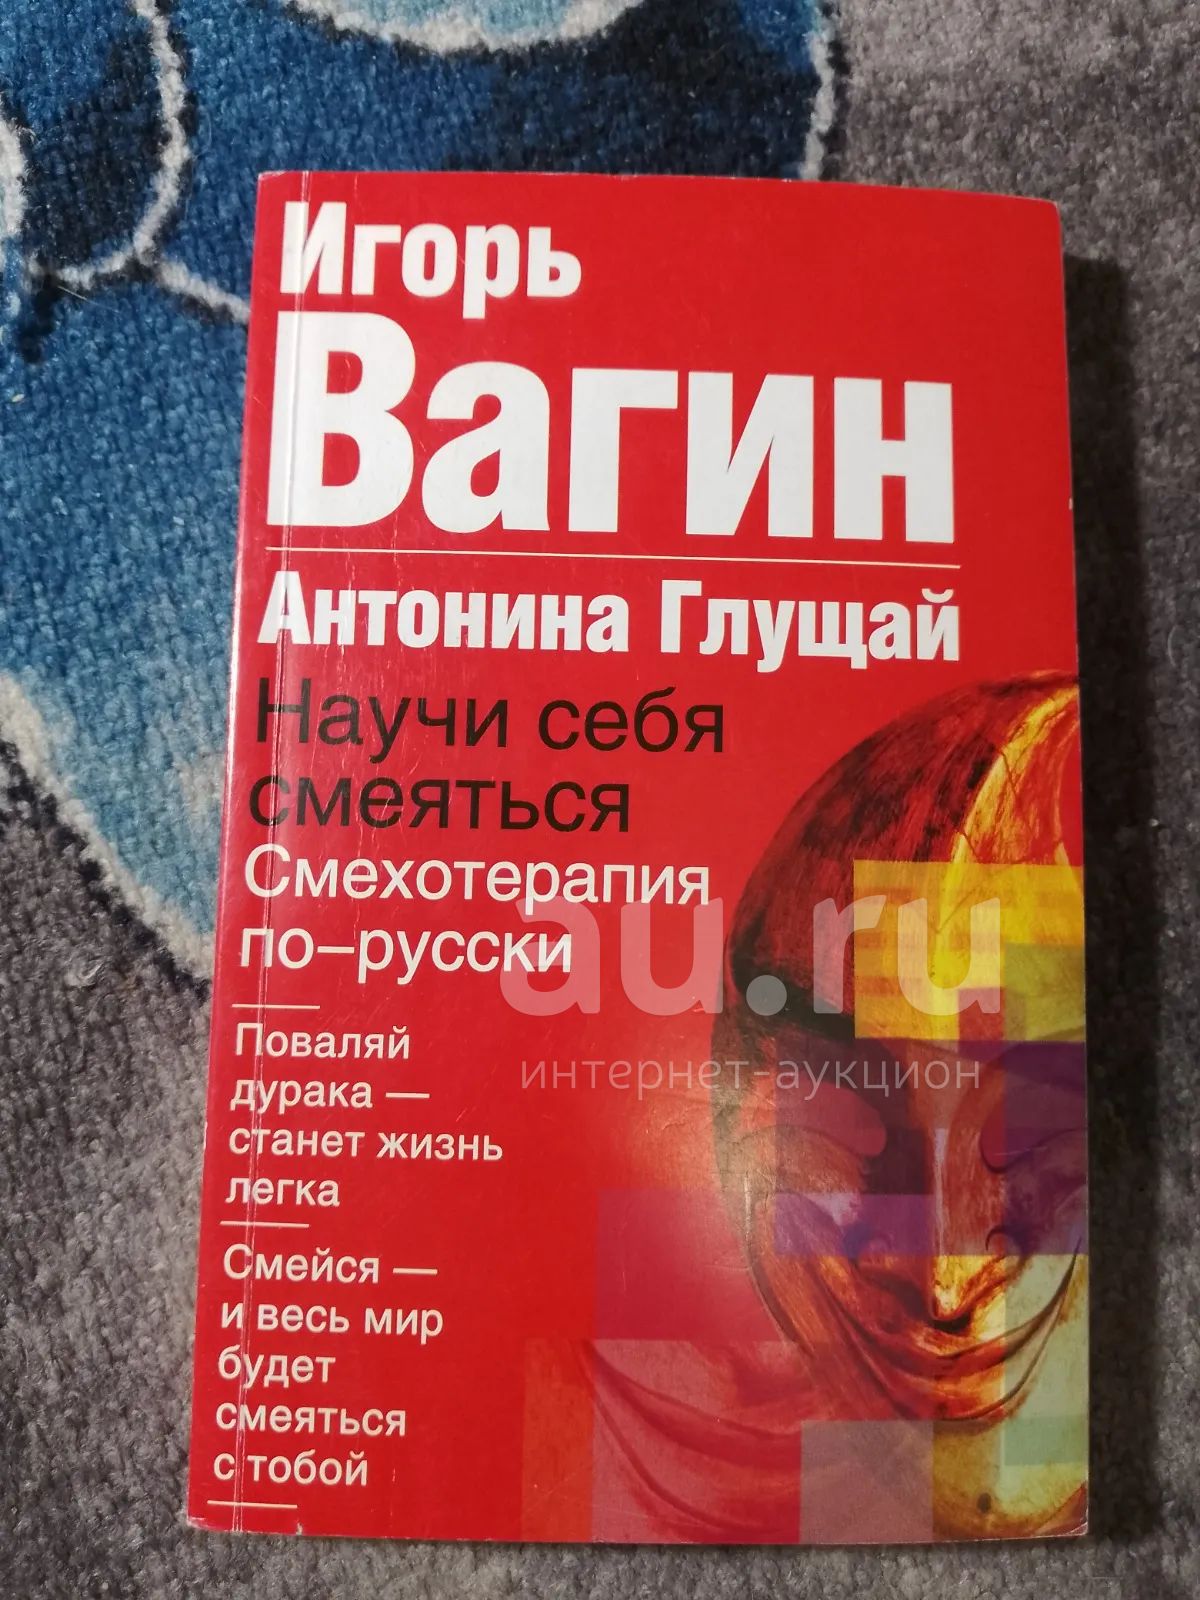 Игорь
Вагин
Антонина Глущай
Научи себя
смеяться
Смехотерапия
по-русски
au.ru
интернет-аукцион
Поваляй
дурака —
станет жизнь
легка
Смейся —
и весь мир
будет
смеяться
с тобой